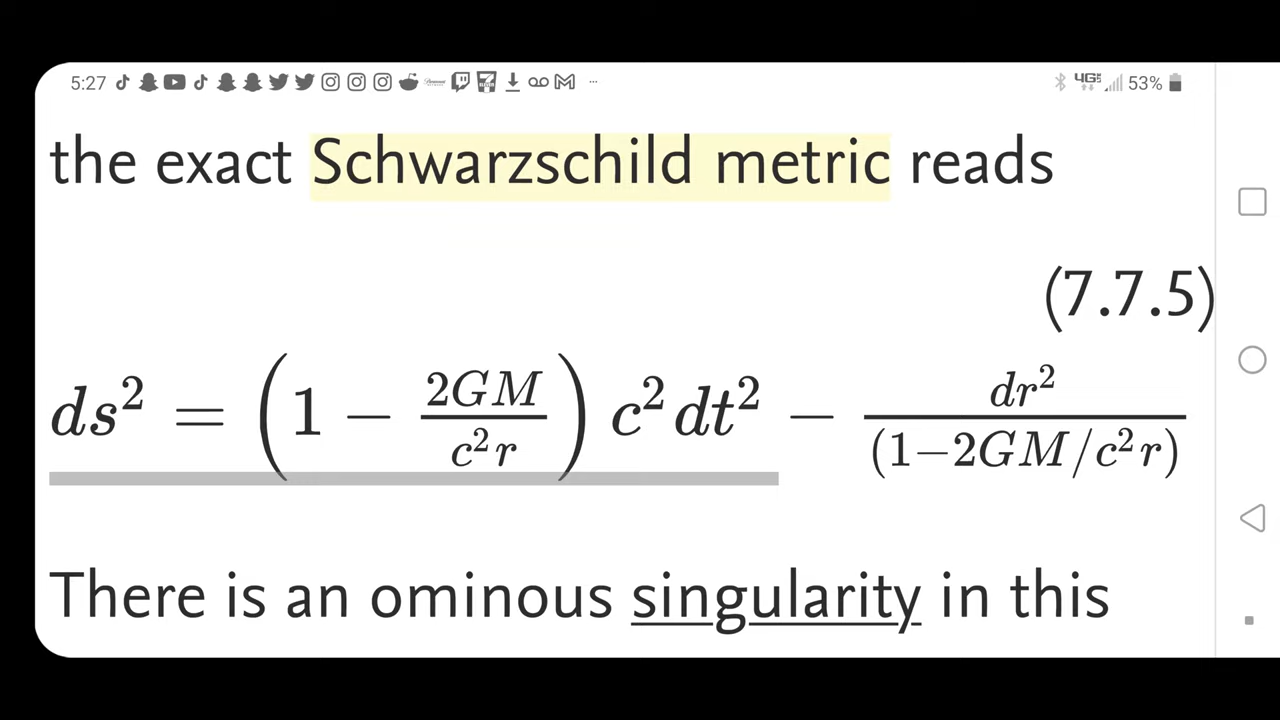 5:27 ... 4G 53%
the exact Schwarzschild metric reads
(7.7.5)
ds² = (1 − 2GM/c²r) c²dt² − dr²/(1−2GM/c²r)
There is an ominous singularity in this